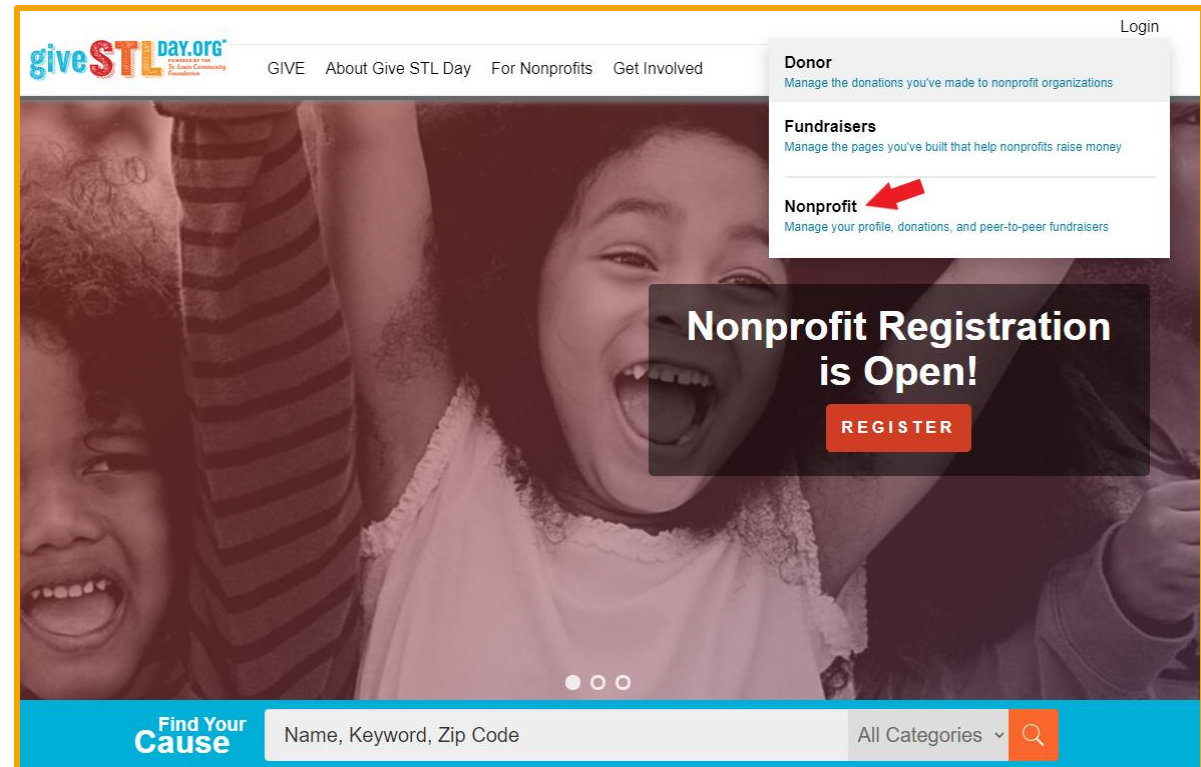 Login
giveSTL DAY.ORG
POWERED BY THE
St. Louis Community
Foundation
GIVE About Give STL Day For Nonprofits Get Involved
Donor
Manage the donations you've made to nonprofit organizations
Fundraisers
Manage the pages you've built that help nonprofits raise money
Nonprofit
Manage your profile, donations, and peer-to-peer fundraisers
Nonprofit Registration
is Open!
REGISTER
Find Your
Cause
Name, Keyword, Zip Code
All Categories